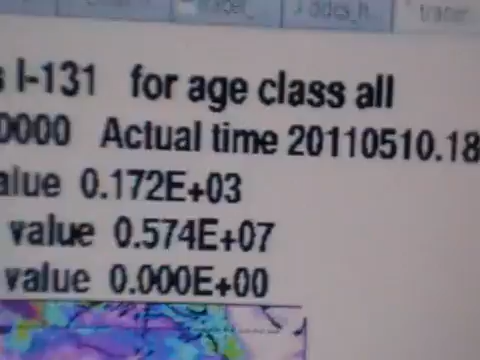 I-131 for age class all
0000 Actual time 20110510.18
value 0.172E+03
value 0.574E+07
value 0.000E+00